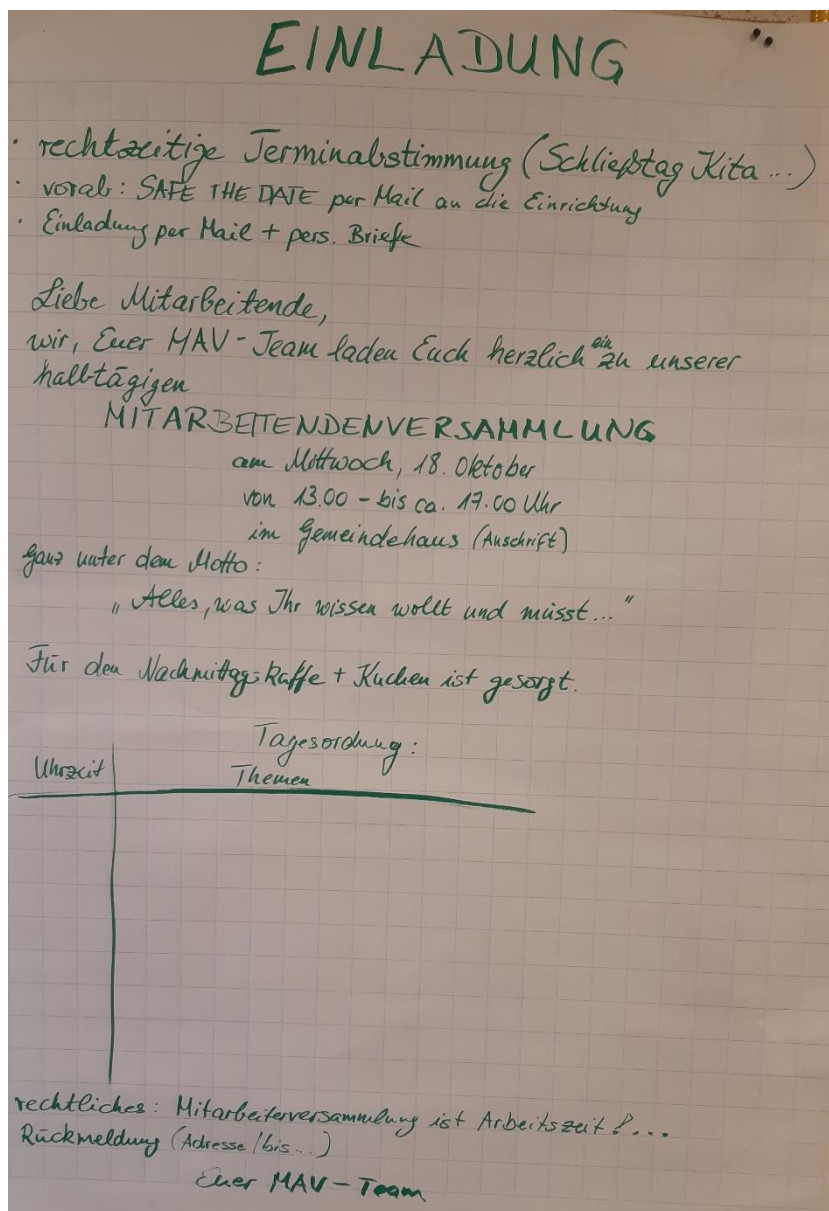 EINLADUNG
· rechtzeitige Terminabstimmung (Schließtag Kita ...)
· vorab: SAFE THE DATE per Mail an die Einrichtung
· Einladung per Mail + pers. Briefe
Liebe Mitarbeitende,
wir, Euer MAV-Team laden Euch herzlich ein zu unserer
halbtägigen
MITARBEITENDENVERSAMMLUNG
am Mittwoch, 18. Oktober
von 13.00 - bis ca. 17.00 Uhr
im Gemeindehaus (Anschrift)
ganz unter dem Motto:
„Alles, was Ihr wissen wollt und müsst..."
Für den Nachmittags-Kaffe + Kuchen ist gesorgt.
Tagesordnung:
Uhrzeit Themen
rechtliches: Mitarbeiterversammlung ist Arbeitszeit!...
Rückmeldung (Adresse/bis...)
Euer MAV-Team